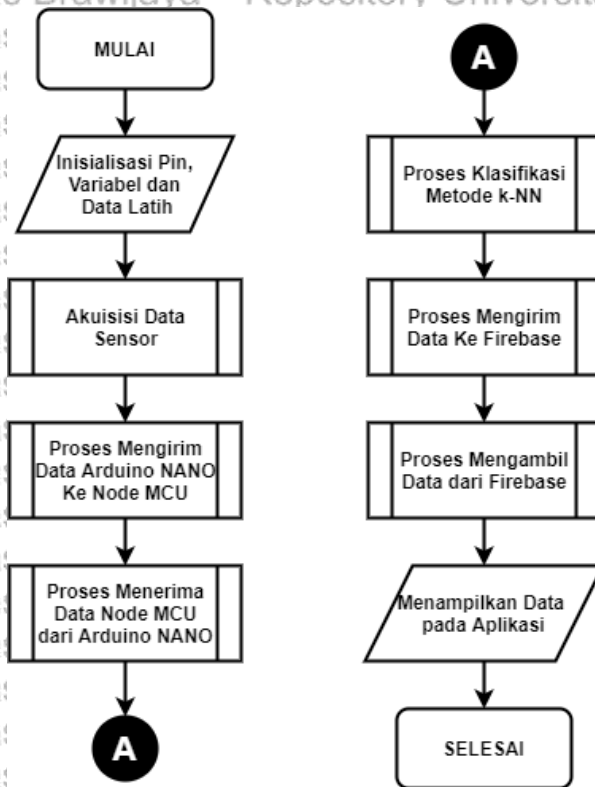 Brawijaya Repository Universita
MULAI
Inisialisasi Pin,
Variabel dan
Data Latih
Akuisisi Data
Sensor
Proses Mengirim
Data Arduino NANO
Ke Node MCU
Proses Menerima
Data Node MCU
dari Arduino NANO
A
A
Proses Klasifikasi
Metode k-NN
Proses Mengirim
Data Ke Firebase
Proses Mengambil
Data dari Firebase
Menampilkan Data
pada Aplikasi
SELESAI